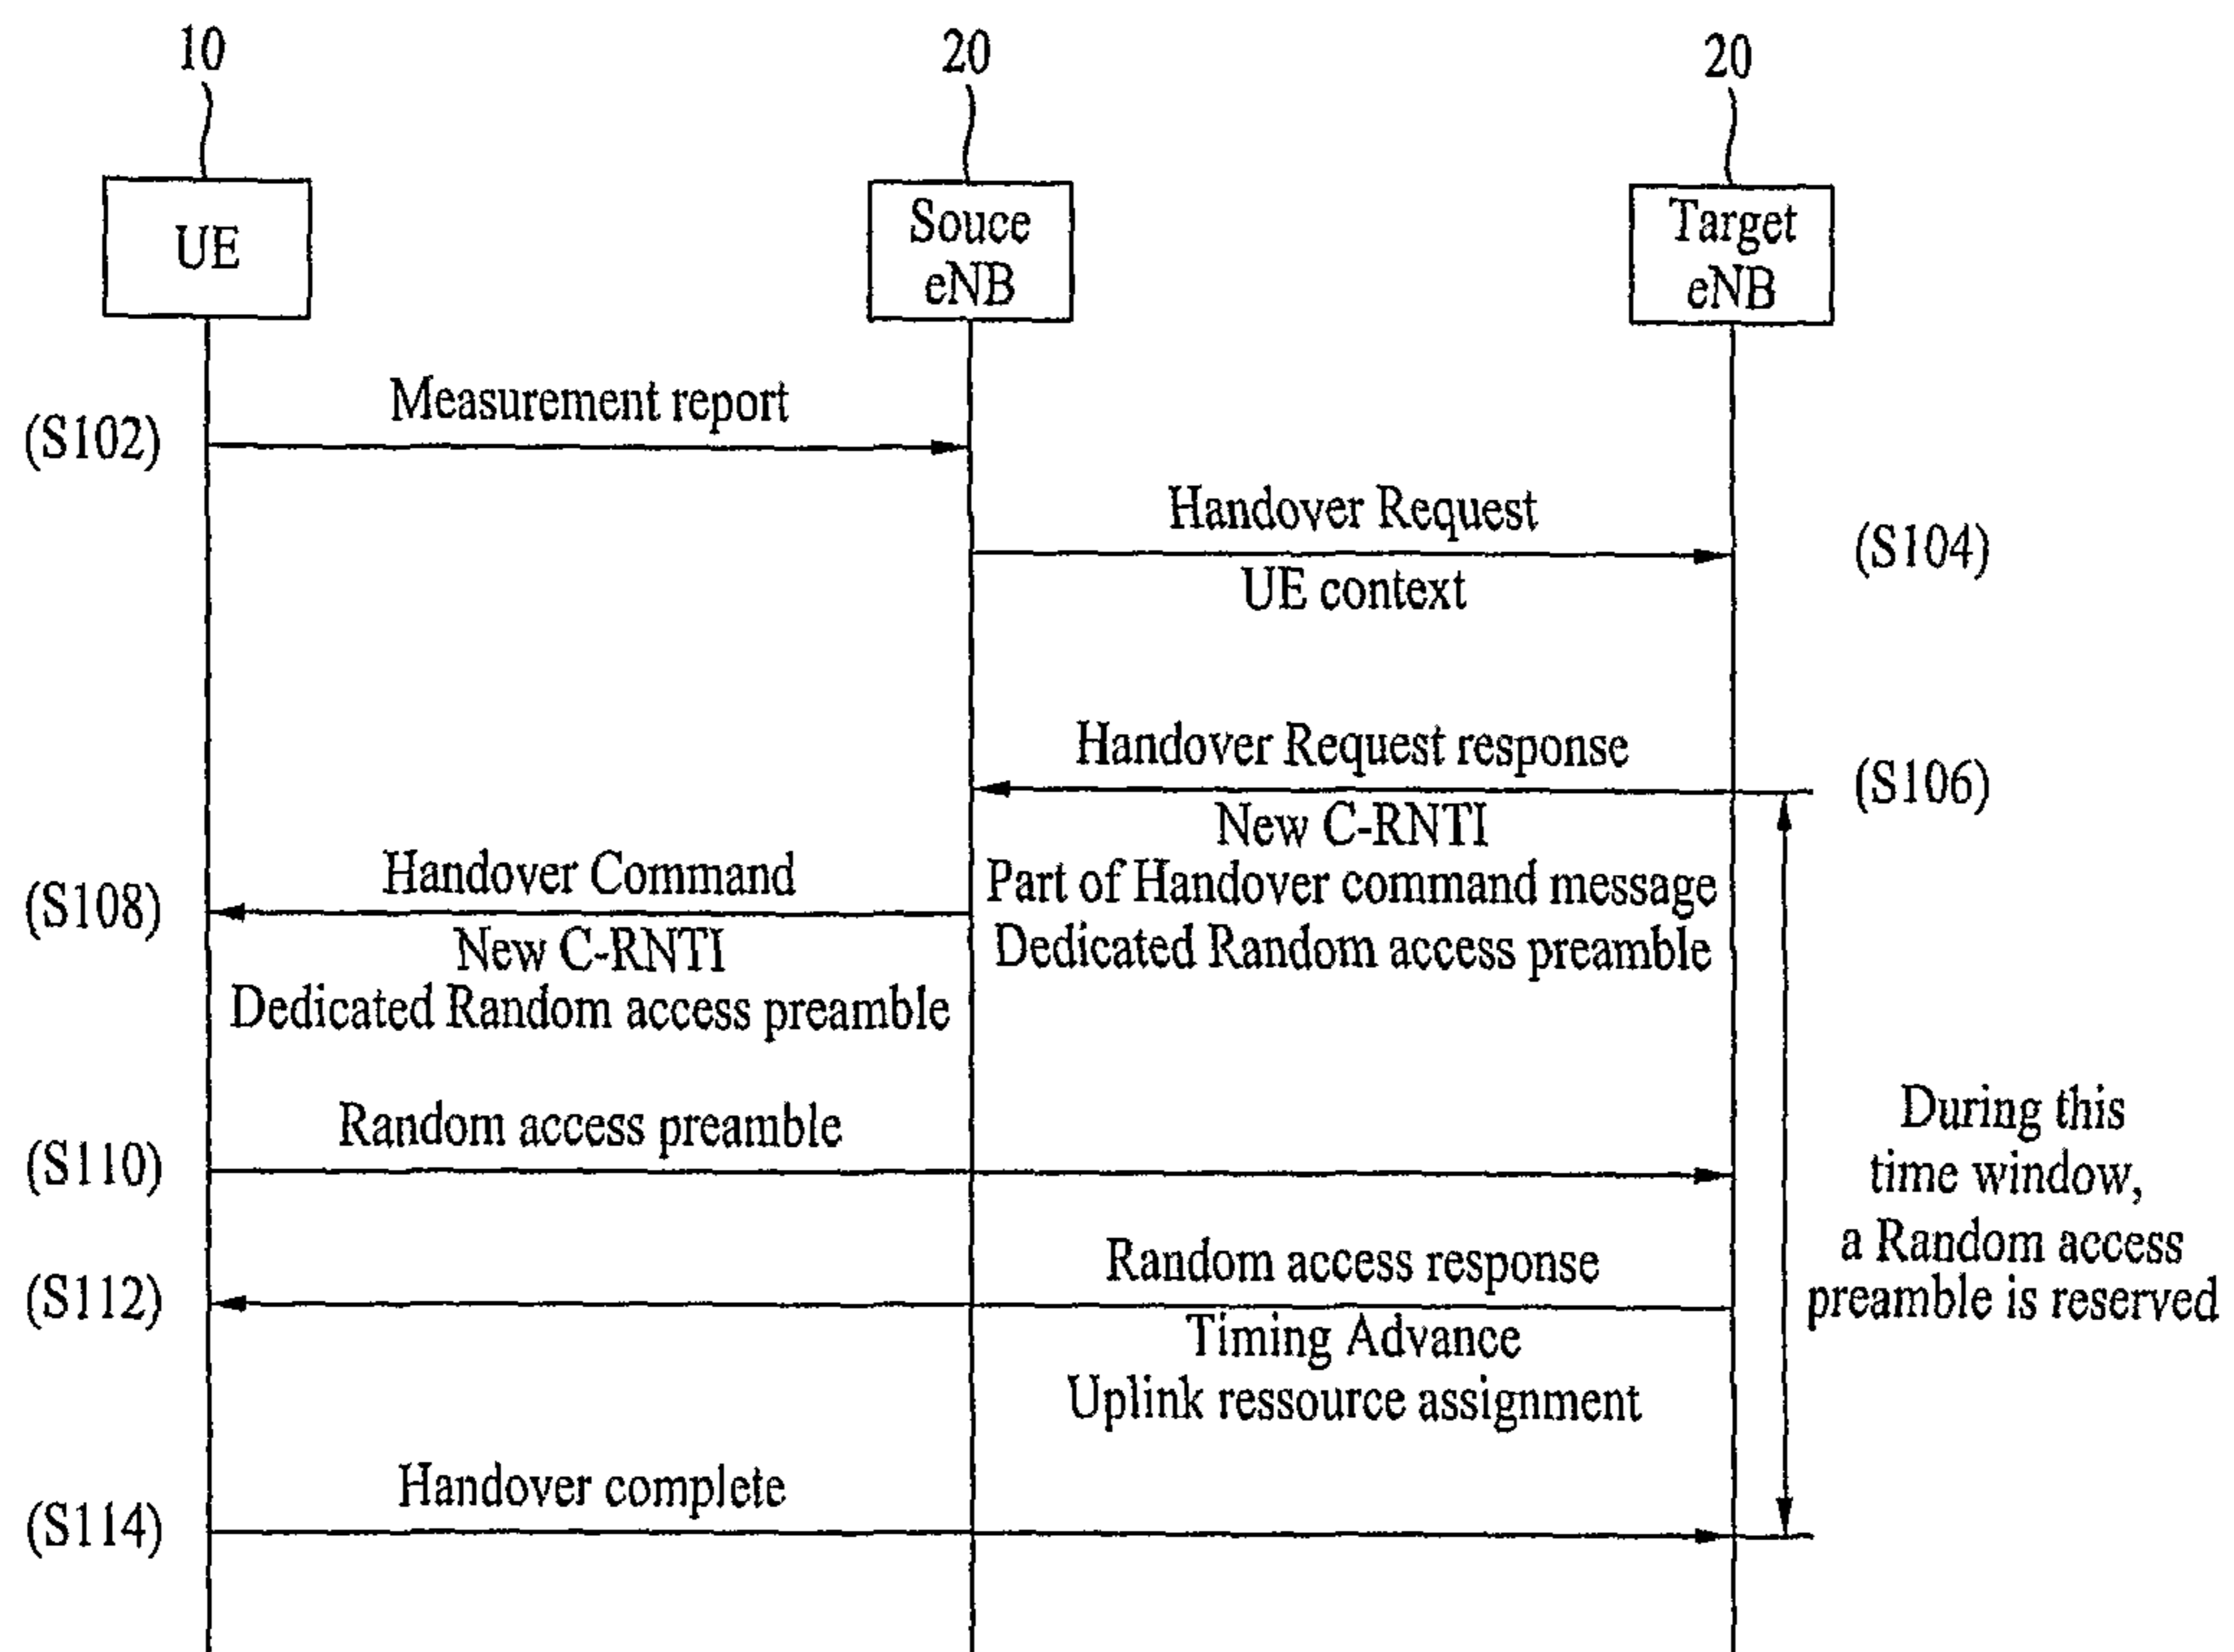 10
20
20
UE
Souce
eNB
Target
eNB
Measurement report
(S102)
Handover Request
(S104)
UE context
Handover Request response
(S106)
New C-RNTI
Part of Handover command message
Dedicated Random access preamble
Handover Command
(S108)
New C-RNTI
Dedicated Random access preamble
Random access preamble
(S110)
During this
time window,
a Random access
preamble is reserved
Random access response
(S112)
Timing Advance
Uplink ressource assignment
Handover complete
(S114)